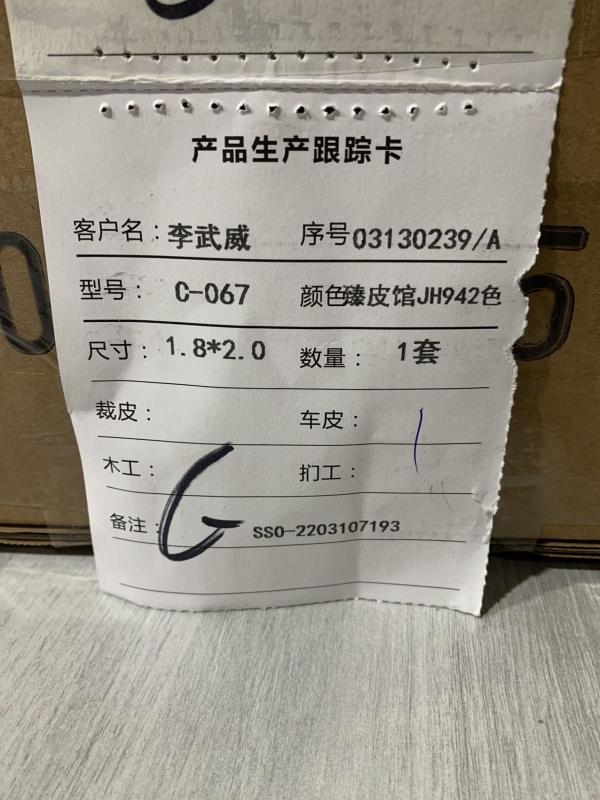 产品生产跟踪卡
客户名：李武威 序号03130239/A
型号：C-067 颜色臻皮馆JH942色
尺寸：1.8*2.0 数量：1套
裁皮： 车皮：
木工： 扪工：
备注： SSO-2203107193